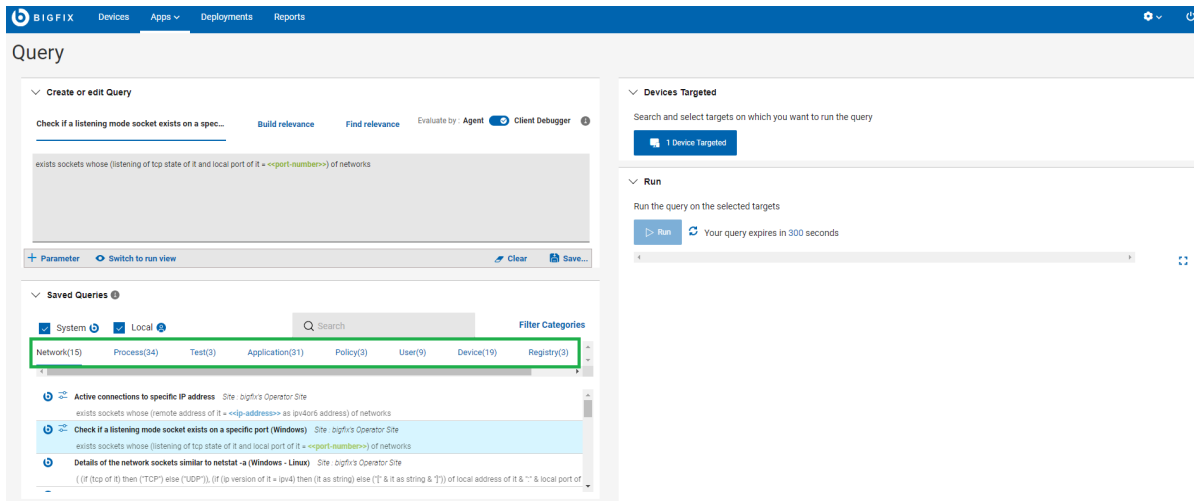 BIGFIX Devices Apps Deployments Reports
Query
Create or edit Query
Check if a listening mode socket exists on a spec... Build relevance Find relevance Evaluate by : Agent Client Debugger
exists sockets whose (listening of tcp state of it and local port of it = <<port-number>>) of networks
+ Parameter Switch to run view Clear Save...
Saved Queries
System Local Search Filter Categories
Network(15) Process(34) Test(3) Application(31) Policy(3) User(9) Device(19) Registry(3)
Active connections to specific IP address Site : bigfix's Operator Site
exists sockets whose (remote address of it = <<ip-address>> as ipv4or6 address) of networks
Check if a listening mode socket exists on a specific port (Windows) Site : bigfix's Operator Site
exists sockets whose (listening of tcp state of it and local port of it = <<port-number>>) of networks
Details of the network sockets similar to netstat -a (Windows - Linux) Site : bigfix's Operator Site
( (if (tcp of it) then ("TCP") else ("UDP")), (if (ip version of it = ipv4) then (it as string) else ("[" & it as string & "]")) of local address of it & ":" & local port of
Devices Targeted
Search and select targets on which you want to run the query
1 Device Targeted
Run
Run the query on the selected targets
Run Your query expires in 300 seconds